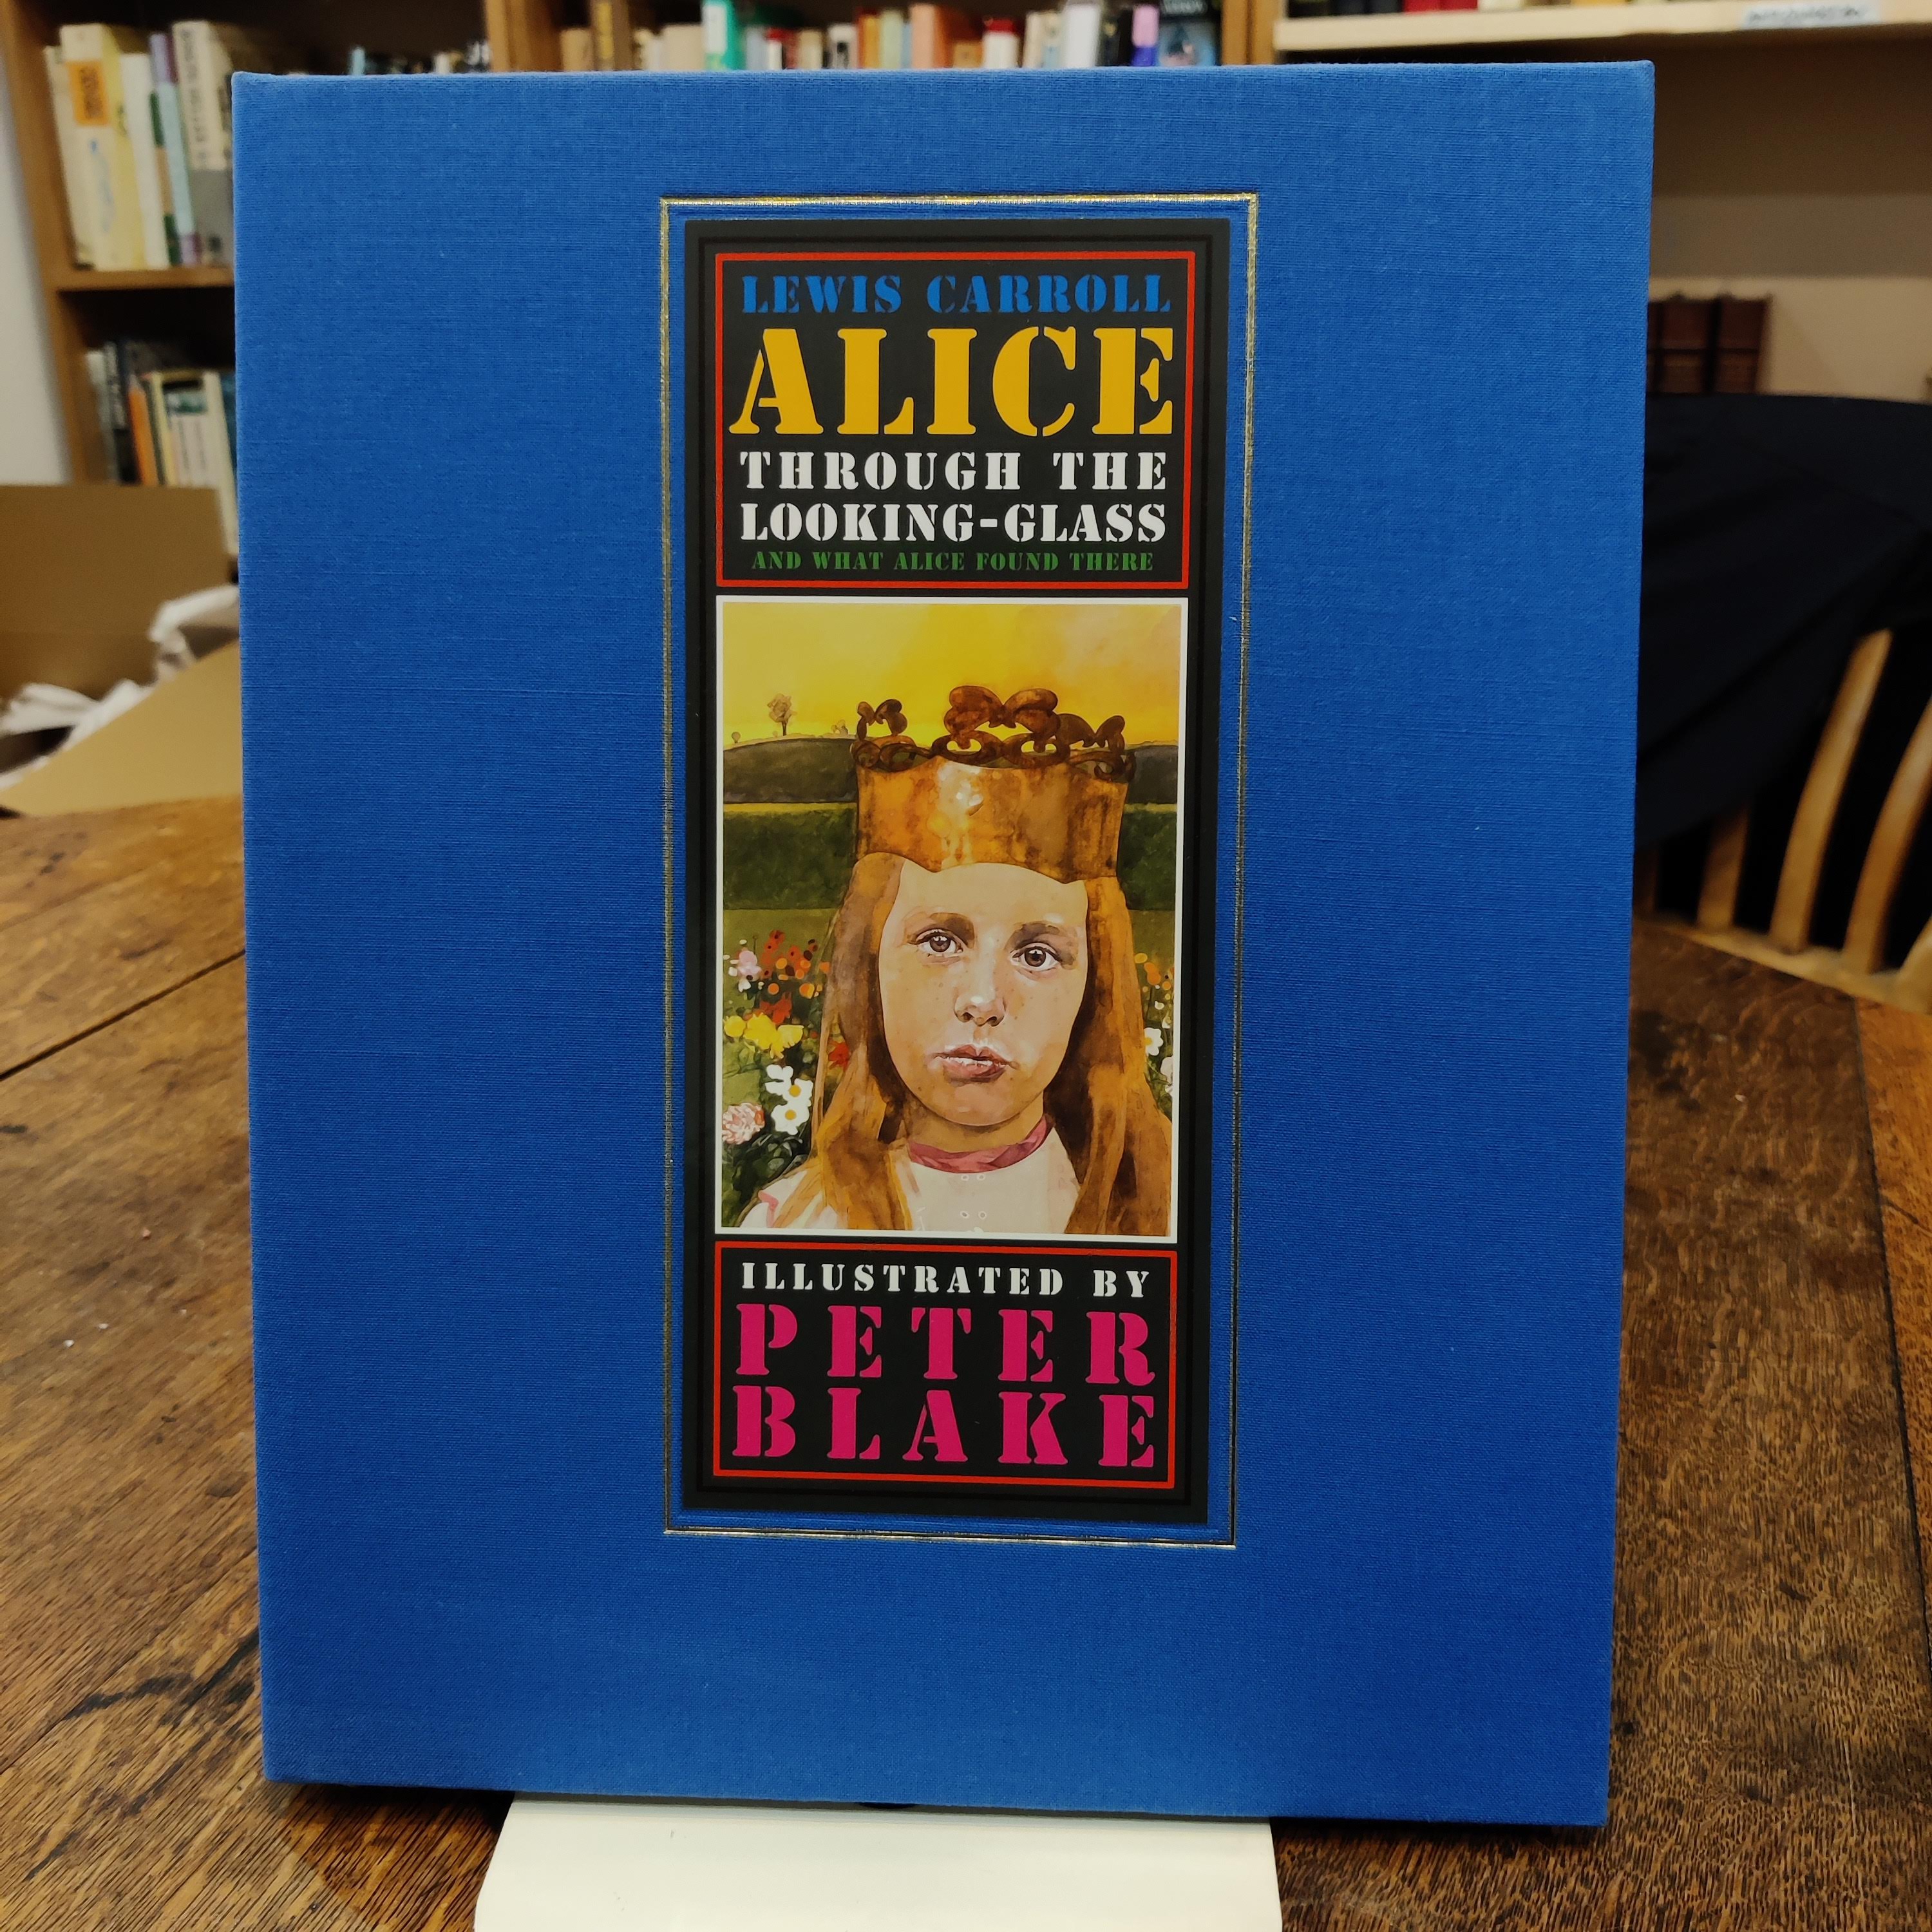 LEWIS CARROLL
ALICE
THROUGH THE
LOOKING-GLASS
AND WHAT ALICE FOUND THERE
ILLUSTRATED BY
PETER
BLAKE